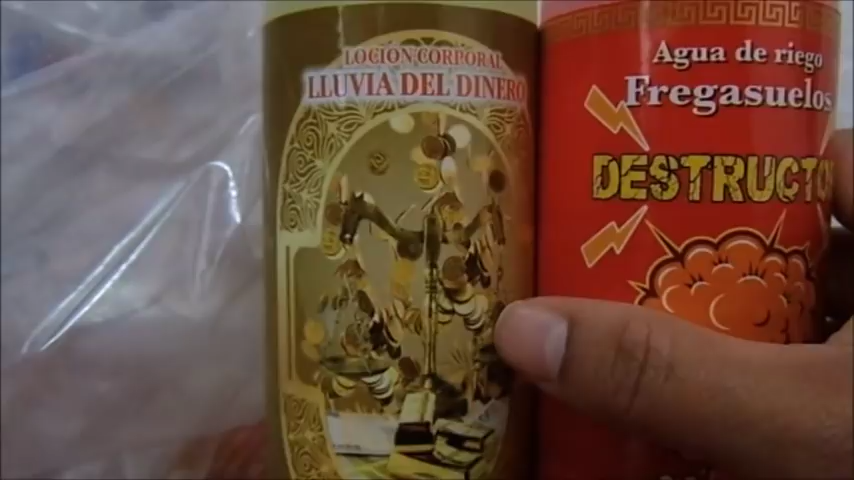 LOCIÓN CORPORAL
LLUVIA DEL DINERO
Agua de riego
Fregasuelos
DESTRUCTO